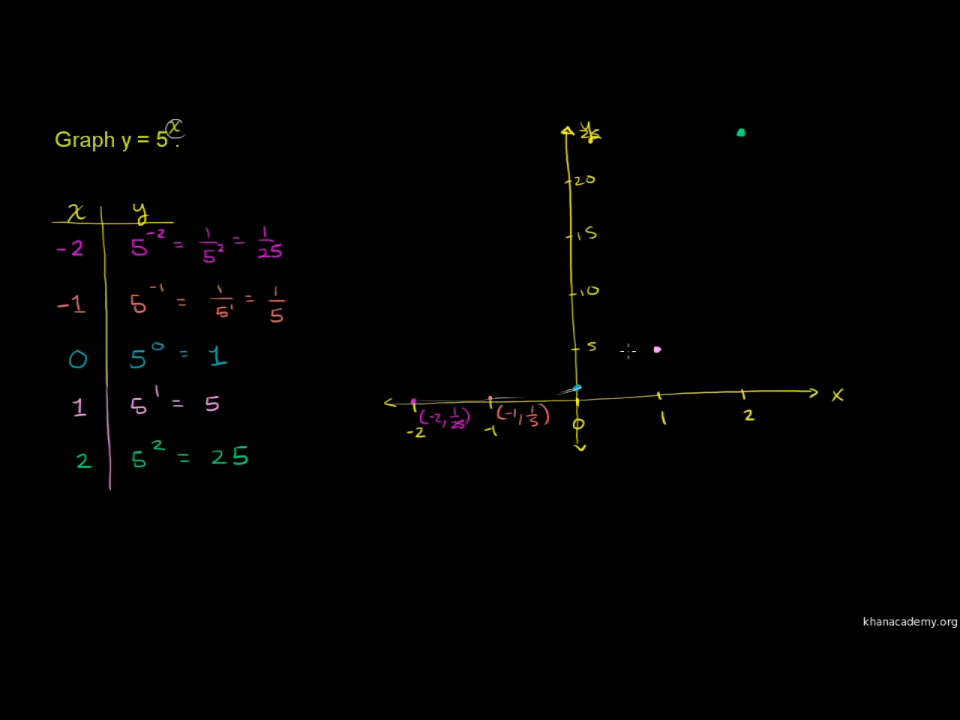 Graph y = 5^x.
x y
-2 5^-2 = 1/5^2 = 1/25
-1 5^-1 = 1/5^1 = 1/5
0 5^0 = 1
1 5^1 = 5
2 5^2 = 25
y
25
20
15
10
5
x
(-2, 1/25) (-1, 1/5)
-2 -1 0 1 2
khanacademy.org